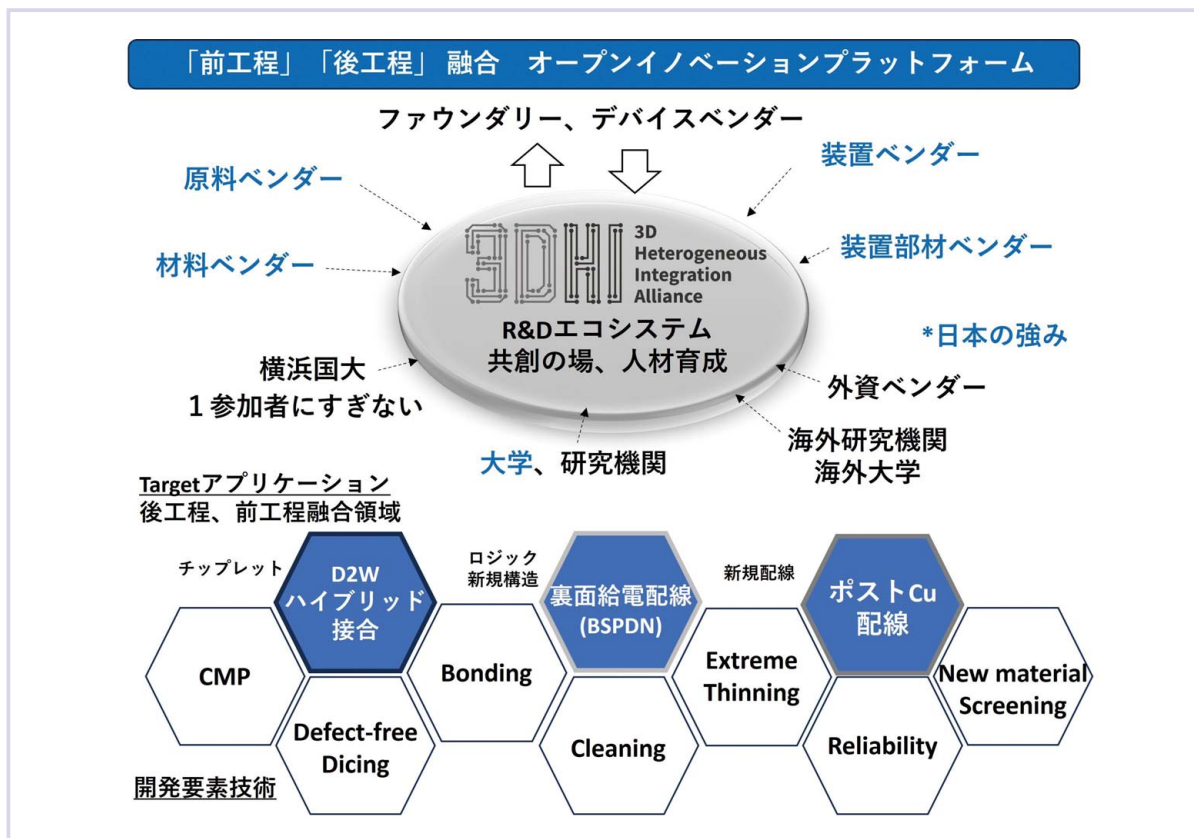 「前工程」「後工程」 融合　オープンイノベーションプラットフォーム
ファウンダリー、デバイスベンダー
原料ベンダー
装置ベンダー
材料ベンダー
装置部材ベンダー
3DHI
3D
Heterogeneous
Integration
Alliance
R&Dエコシステム
共創の場、人材育成
*日本の強み
横浜国大
１参加者にすぎない
外資ベンダー
大学、研究機関
海外研究機関
海外大学
Targetアプリケーション
後工程、前工程融合領域
チップレット
D2W
ハイブリッド
接合
ロジック
新規構造
裏面給電配線
(BSPDN)
新規配線
ポストCu
配線
CMP
Defect-free
Dicing
Bonding
Cleaning
Extreme
Thinning
Reliability
New material
Screening
開発要素技術